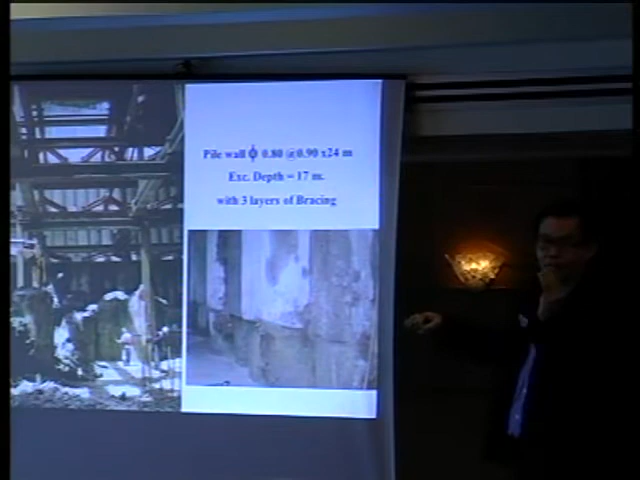 Pile wall ϕ 0.80 @0.90 x24 m
Exc. Depth = 17 m.
with 3 layers of Bracing